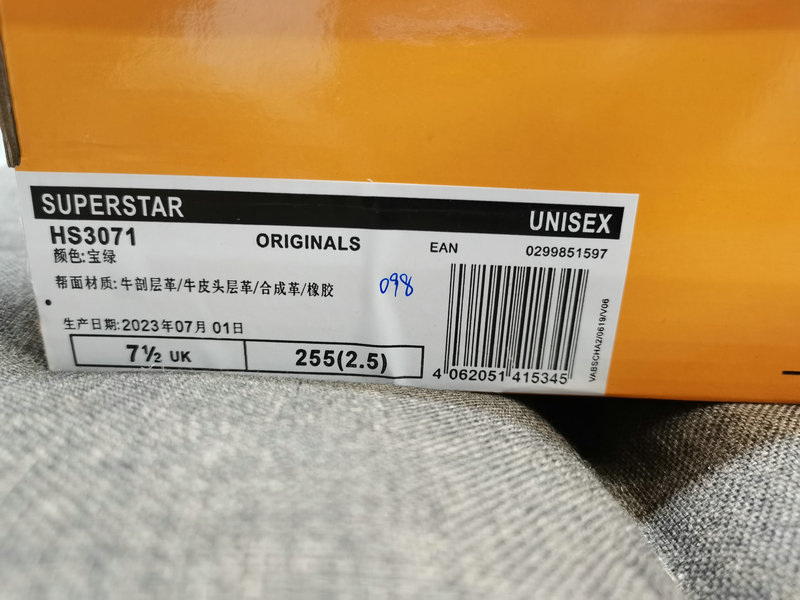 SUPERSTAR
UNISEX
HS3071
ORIGINALS
EAN
0299851597
颜色:宝绿
帮面材质:牛剖层革/牛皮头层革/合成革/橡胶
098
生产日期:2023年07月 01日
7½ UK
255(2.5)
4 062051 415345
VABSCHA2/0619/V06